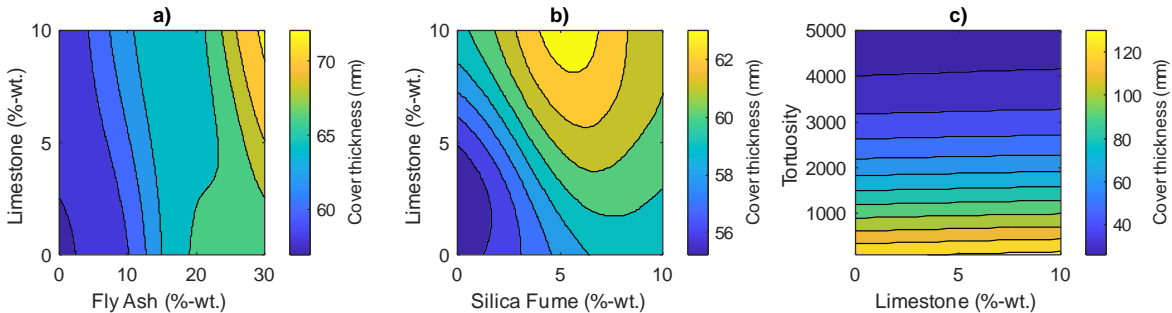 a)
10
5
0
Limestone (%-wt.)
0 10 20 30
Fly Ash (%-wt.)
70
65
60
Cover thickness (mm)
b)
10
5
0
Limestone (%-wt.)
0 5 10
Silica Fume (%-wt.)
62
60
58
56
Cover thickness (mm)
c)
5000
4000
3000
2000
1000
Tortuosity
0 5 10
Limestone (%-wt.)
120
100
80
60
40
Cover thickness (mm)